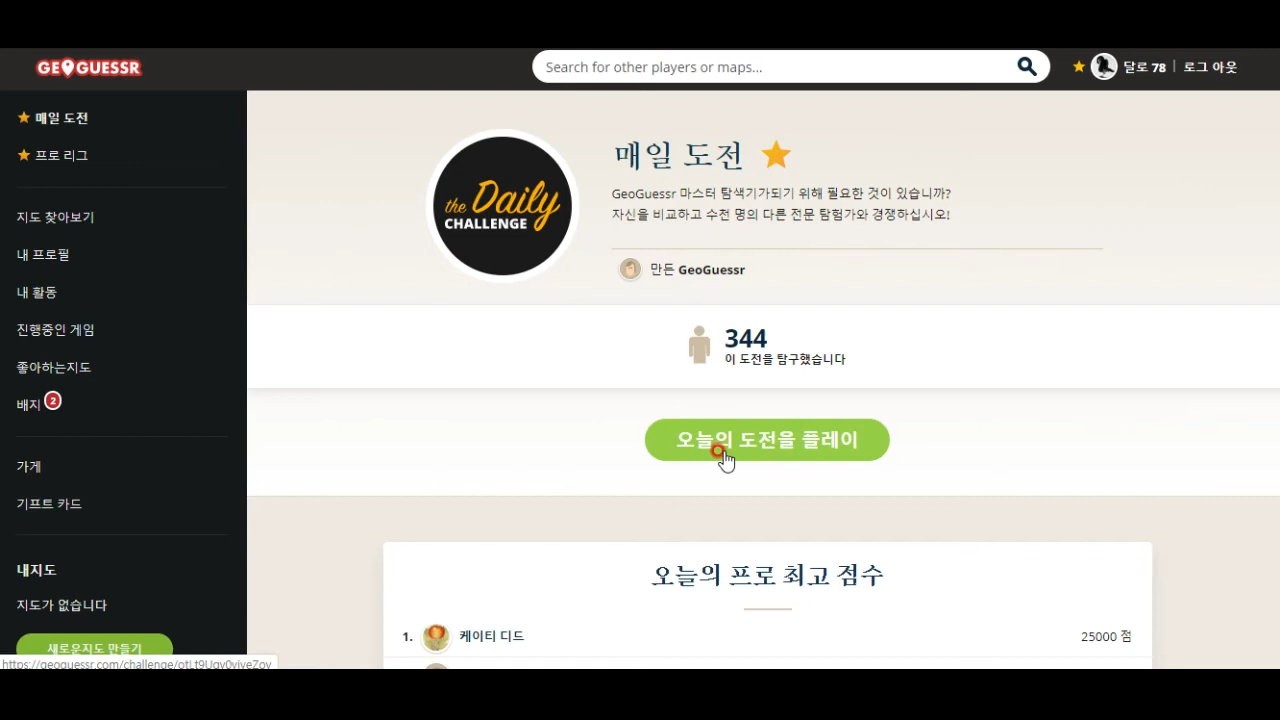 GEOGUESSR
Search for other players or maps...
달로 78 | 로그 아웃
매일 도전
프로 리그
지도 찾아보기
내 프로필
내 활동
진행중인 게임
좋아하는지도
배지 2
가게
기프트 카드
내지도
지도가 없습니다
새로운지도 만들기
the Daily
CHALLENGE
매일 도전
GeoGuessr 마스터 탐색기가되기 위해 필요한 것이 있습니까?
자신을 비교하고 수천 명의 다른 전문 탐험가와 경쟁하십시오!
만든 GeoGuessr
344
이 도전을 탐구했습니다
오늘의 도전을 플레이
오늘의 프로 최고 점수
1. 케이티 디드 25000 점